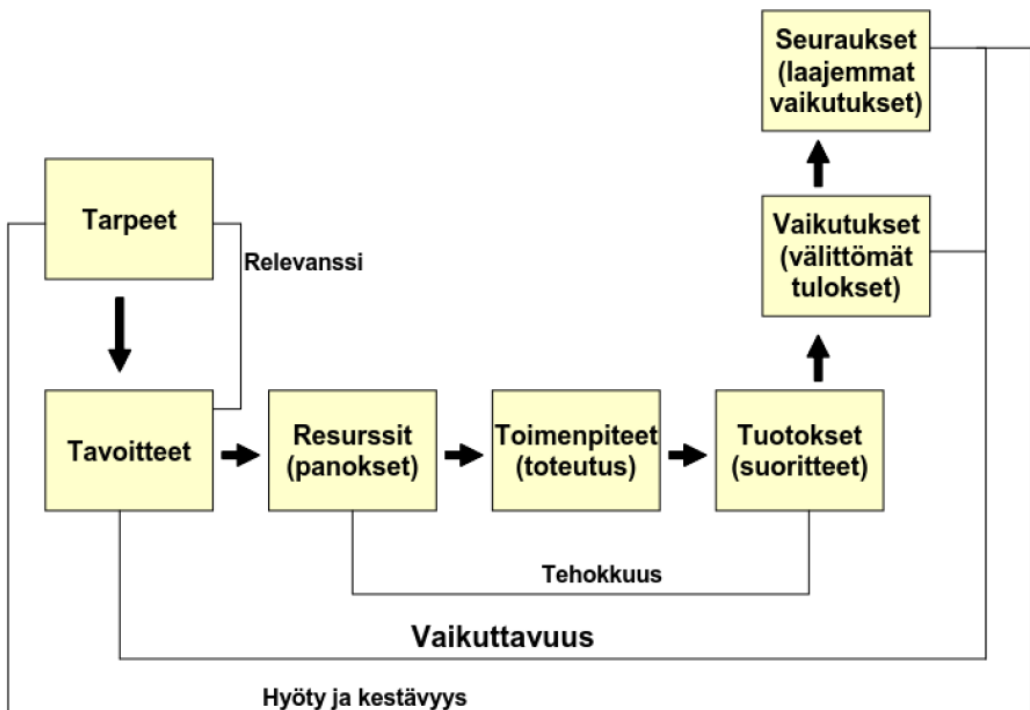 Seuraukset
(laajemmat
vaikutukset)
Tarpeet
Vaikutukset
(välittömät
tulokset)
Relevanssi
Tavoitteet
Resurssit
(panokset)
Toimenpiteet
(toteutus)
Tuotokset
(suoritteet)
Tehokkuus
Vaikuttavuus
Hyöty ja kestävyys